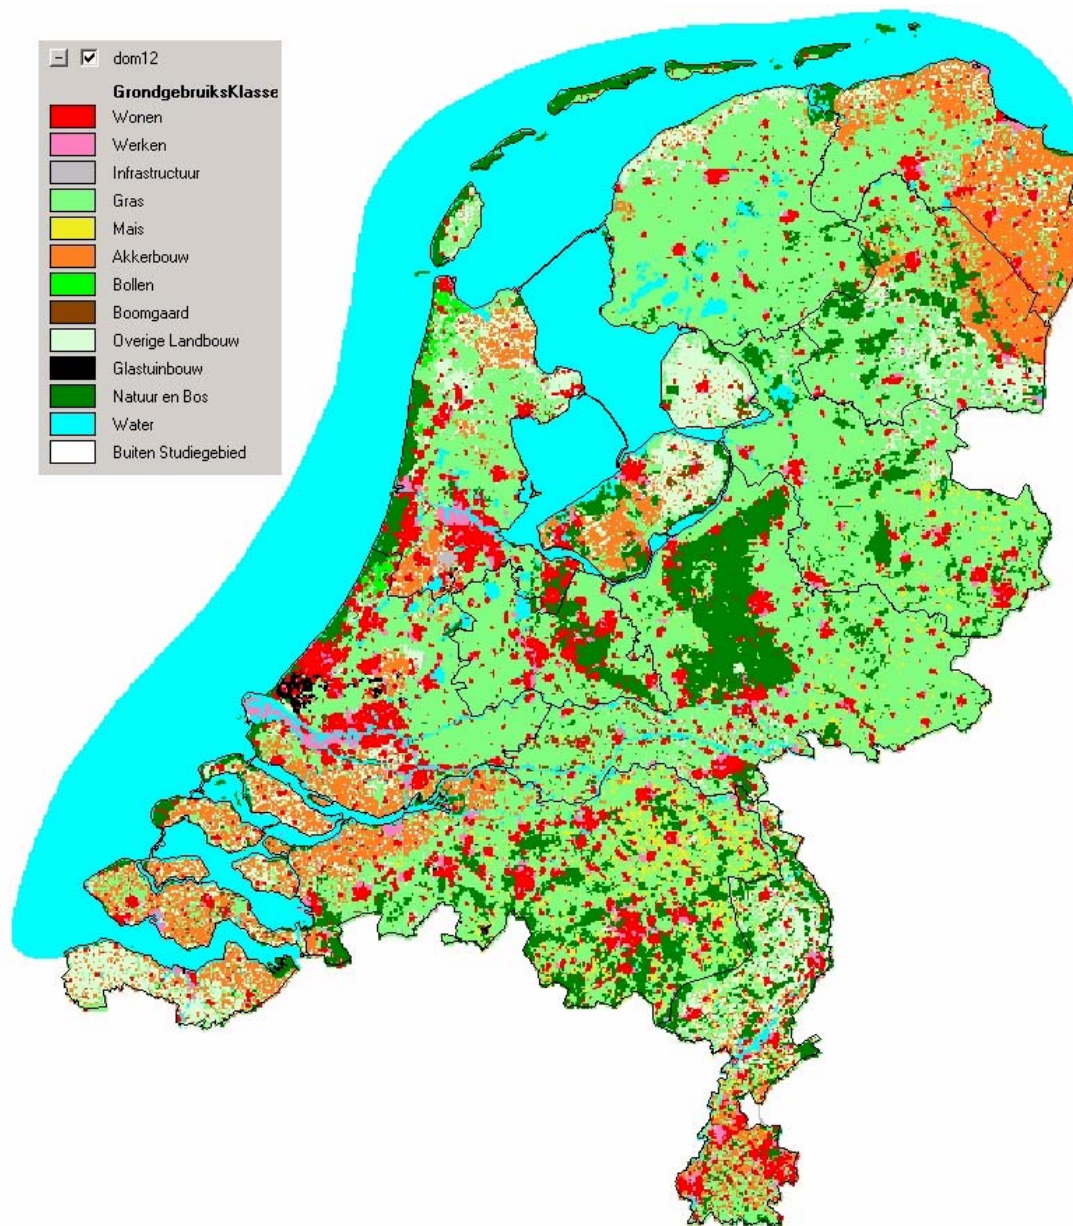 dom12
GrondgebruiksKlasse
Wonen
Werken
Infrastructuur
Gras
Mais
Akkerbouw
Bollen
Boomgaard
Overige Landbouw
Glastuinbouw
Natuur en Bos
Water
Buiten Studiegebied